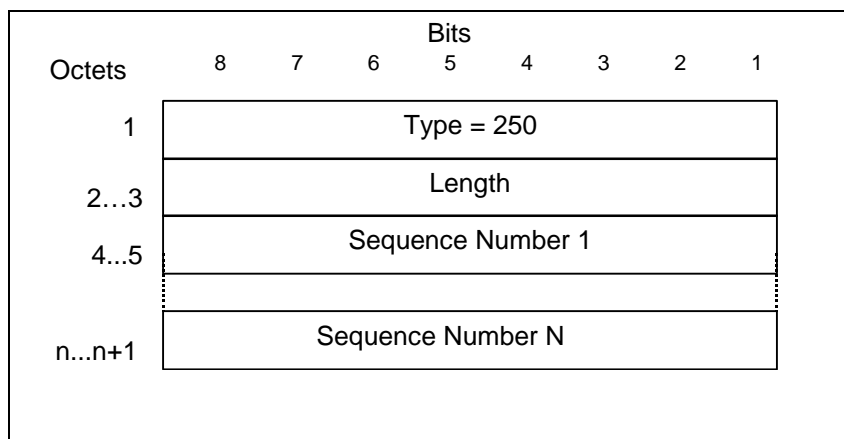 Bits
Octets 8 7 6 5 4 3 2 1
1 Type = 250
2…3 Length
4...5 Sequence Number 1
n...n+1 Sequence Number N